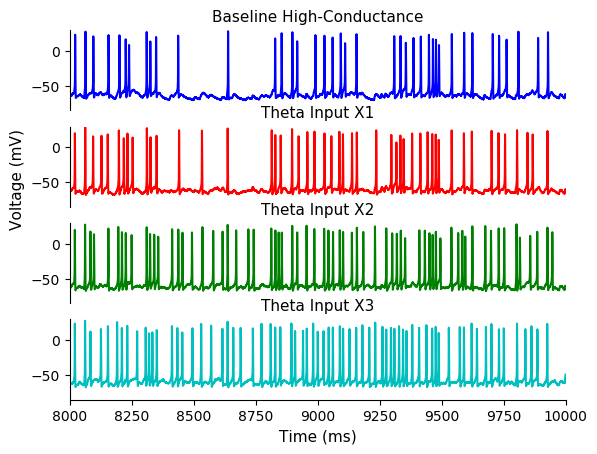 Baseline High-Conductance
0
−50
Theta Input X1
0
−50
Theta Input X2
0
−50
Theta Input X3
0
−50
Voltage (mV)
8000 8250 8500 8750 9000 9250 9500 9750 10000
Time (ms)